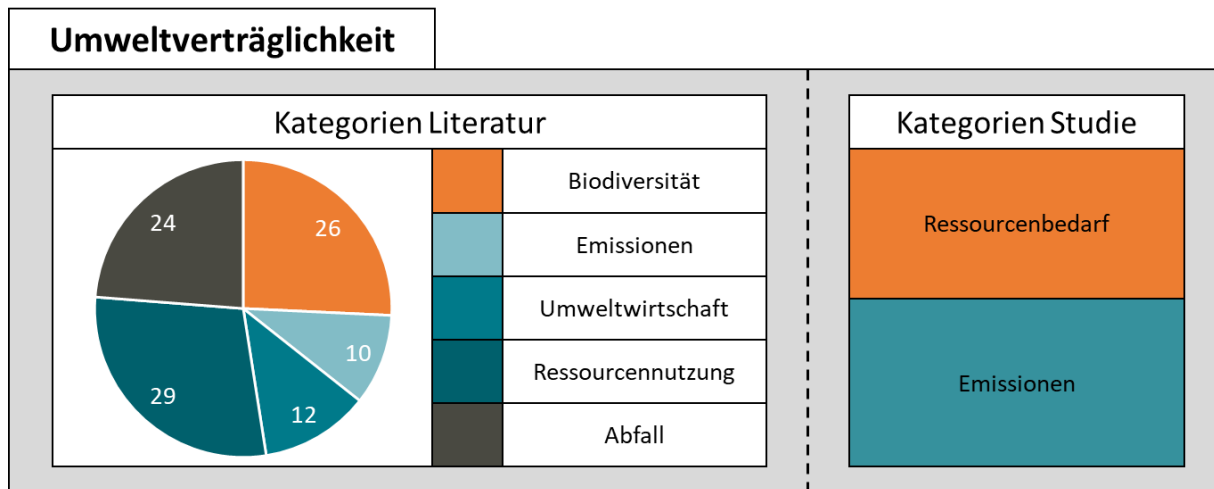 Umweltverträglichkeit
Kategorien Literatur
Kategorien Studie
24
26
10
12
29
Biodiversität
Emissionen
Umweltwirtschaft
Ressourcennutzung
Abfall
Ressourcenbedarf
Emissionen